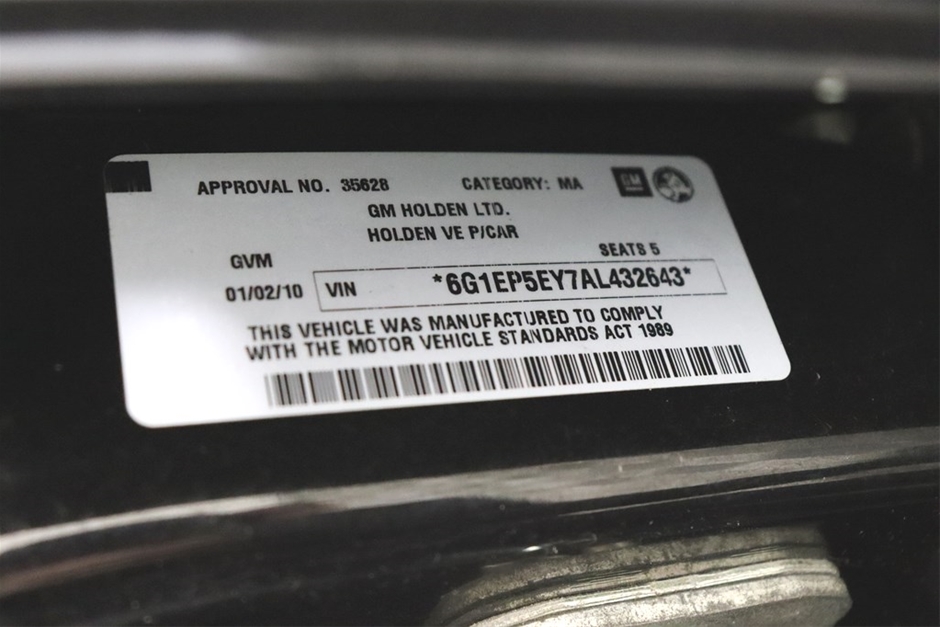 APPROVAL NO. 35628 CATEGORY: MA GM
GM HOLDEN LTD.
HOLDEN VE P/CAR
GVM SEATS 5
01/02/10 VIN *6G1EP5EY7AL432643*
THIS VEHICLE WAS MANUFACTURED TO COMPLY
WITH THE MOTOR VEHICLE STANDARDS ACT 1989